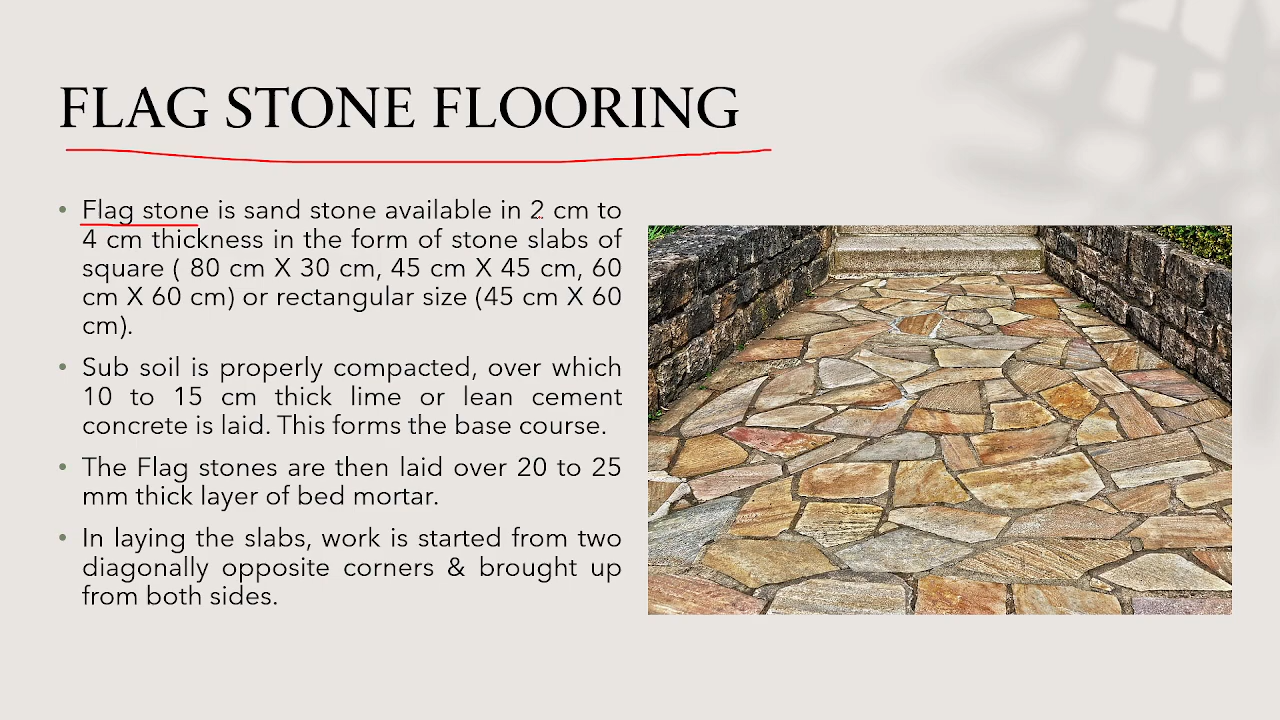 FLAG STONE FLOORING
• Flag stone is sand stone available in 2 cm to
4 cm thickness in the form of stone slabs of
square ( 80 cm X 30 cm, 45 cm X 45 cm, 60
cm X 60 cm) or rectangular size (45 cm X 60
cm).
• Sub soil is properly compacted, over which
10 to 15 cm thick lime or lean cement
concrete is laid. This forms the base course.
• The Flag stones are then laid over 20 to 25
mm thick layer of bed mortar.
• In laying the slabs, work is started from two
diagonally opposite corners & brought up
from both sides.